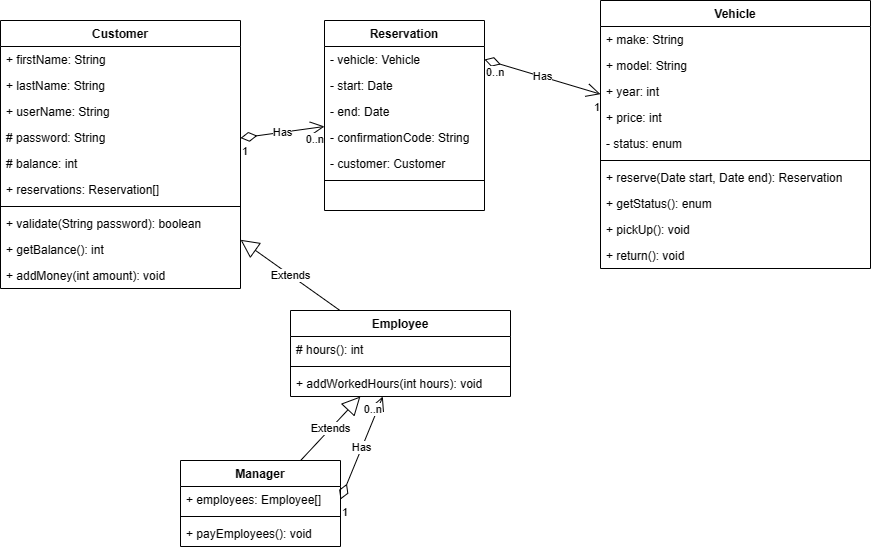 Customer
+ firstName: String
+ lastName: String
+ userName: String
# password: String
# balance: int
+ reservations: Reservation[]
+ validate(String password): boolean
+ getBalance(): int
+ addMoney(int amount): void
1
Has
0..n
Reservation
- vehicle: Vehicle
- start: Date
- end: Date
- confirmationCode: String
- customer: Customer
0..n
Has
1
Vehicle
+ make: String
+ model: String
+ year: int
+ price: int
- status: enum
+ reserve(Date start, Date end): Reservation
+ getStatus(): enum
+ pickUp(): void
+ return(): void
Extends
Employee
# hours(): int
+ addWorkedHours(int hours): void
0..n
Extends
Has
1
Manager
+ employees: Employee[]
+ payEmployees(): void